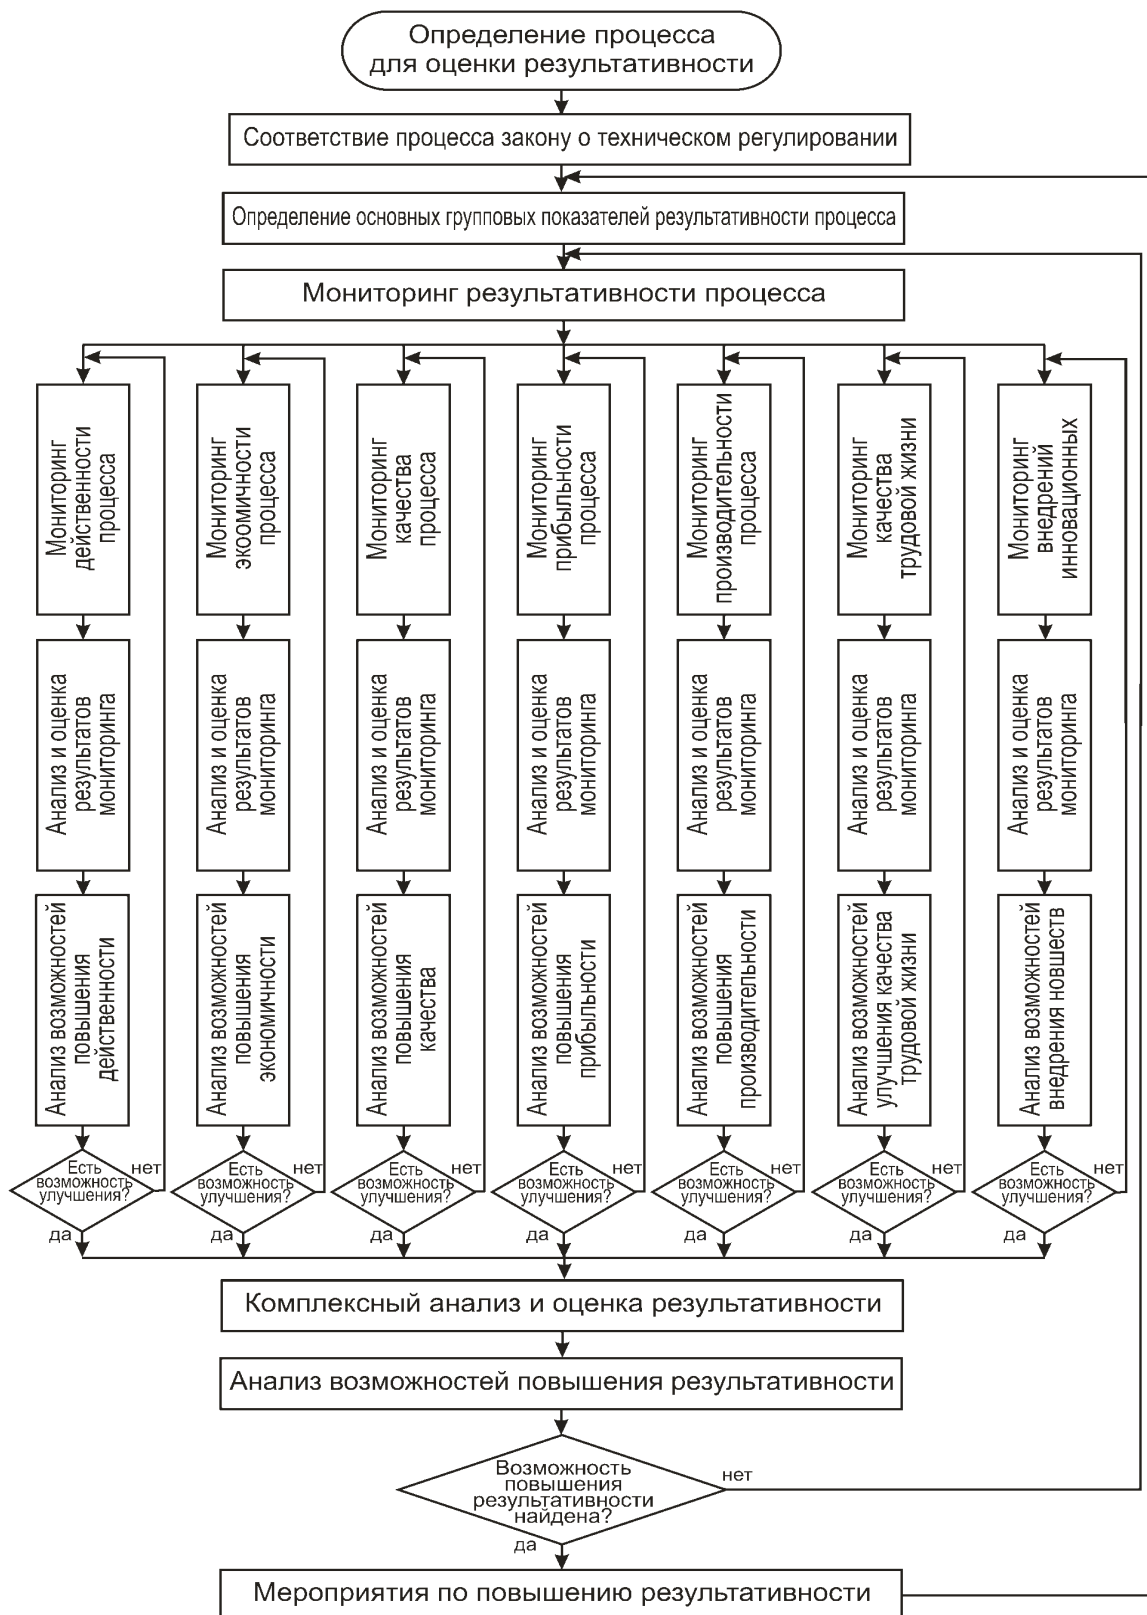 Определение процесса
для оценки результативности
Соответствие процесса закону о техническом регулировании
Определение основных групповых показателей результативности процесса
Мониторинг результативности процесса
Мониторинг
действенности
процесса
Мониторинг
экоомичности
процесса
Мониторинг
качества
процесса
Мониторинг
прибыльности
процесса
Мониторинг
производительности
процесса
Мониторинг
качества
трудовой жизни
Мониторинг
внедрений
инновационных
Анализ и оценка
результатов
мониторинга
Анализ и оценка
результатов
мониторинга
Анализ и оценка
результатов
мониторинга
Анализ и оценка
результатов
мониторинга
Анализ и оценка
результатов
мониторинга
Анализ и оценка
результатов
мониторинга
Анализ и оценка
результатов
мониторинга
Анализ возможностей
повышения
действенности
Анализ возможностей
повышения
экономичности
Анализ возможностей
повышения
качества
Анализ возможностей
повышения
прибыльности
Анализ возможностей
повышения
производительности
Анализ возможностей
улучшения качества
трудовой жизни
Анализ возможностей
внедрения новшеств
Есть
возможность
улучшения?
нет
да
Есть
возможность
улучшения?
нет
да
Есть
возможность
улучшения?
нет
да
Есть
возможность
улучшения?
нет
да
Есть
возможность
улучшения?
нет
да
Есть
возможность
улучшения?
нет
да
Есть
возможность
улучшения?
нет
да
Комплексный анализ и оценка результативности
Анализ возможностей повышения результативности
Возможность
повышения
результативности
найдена?
нет
да
Мероприятия по повышению результативности